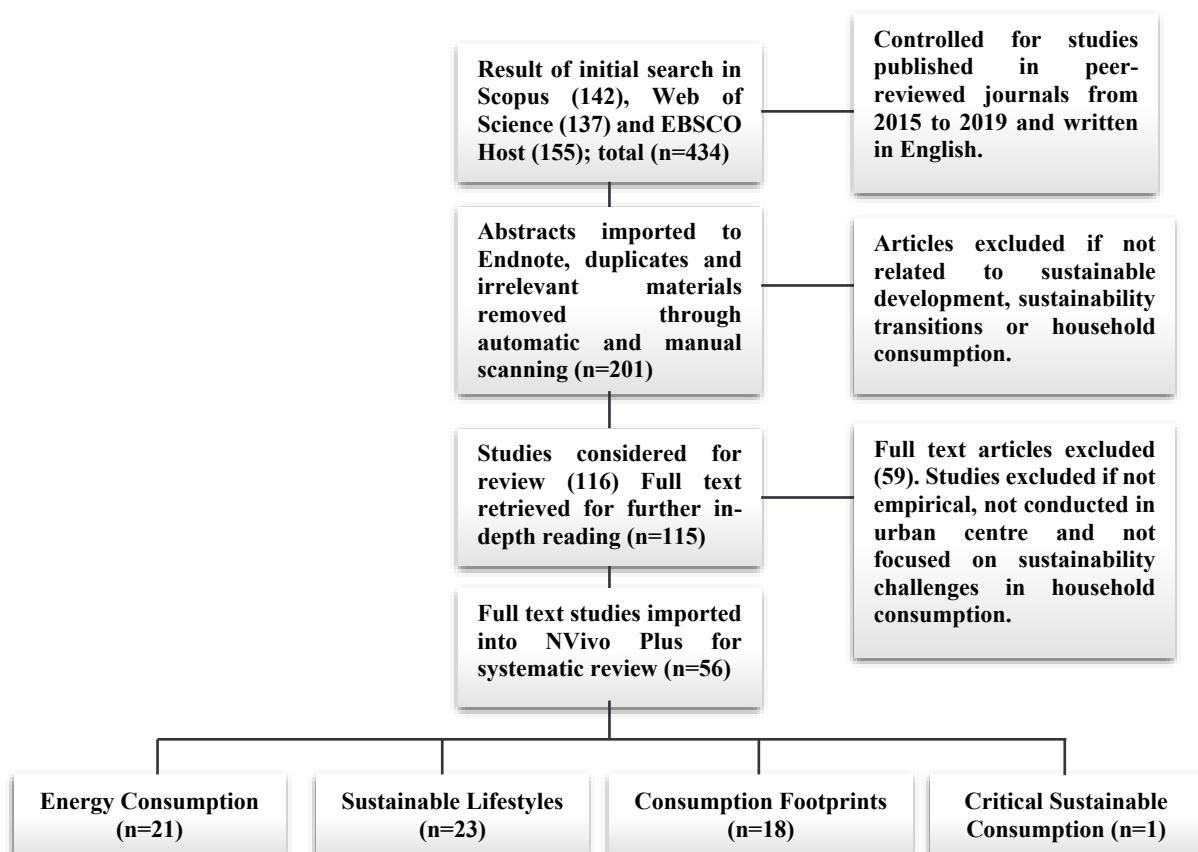 Result of initial search in
Scopus (142), Web of
Science (137) and EBSCO
Host (155); total (n=434)
Controlled for studies
published in peer-
reviewed journals from
2015 to 2019 and written
in English.
Abstracts imported to
Endnote, duplicates and
irrelevant materials
removed through
automatic and manual
scanning (n=201)
Articles excluded if not
related to sustainable
development, sustainability
transitions or household
consumption.
Studies considered for
review (116) Full text
retrieved for further in-
depth reading (n=115)
Full text articles excluded
(59). Studies excluded if not
empirical, not conducted in
urban centre and not
focused on sustainability
challenges in household
consumption.
Full text studies imported
into NVivo Plus for
systematic review (n=56)
Energy Consumption
(n=21)
Sustainable Lifestyles
(n=23)
Consumption Footprints
(n=18)
Critical Sustainable
Consumption (n=1)